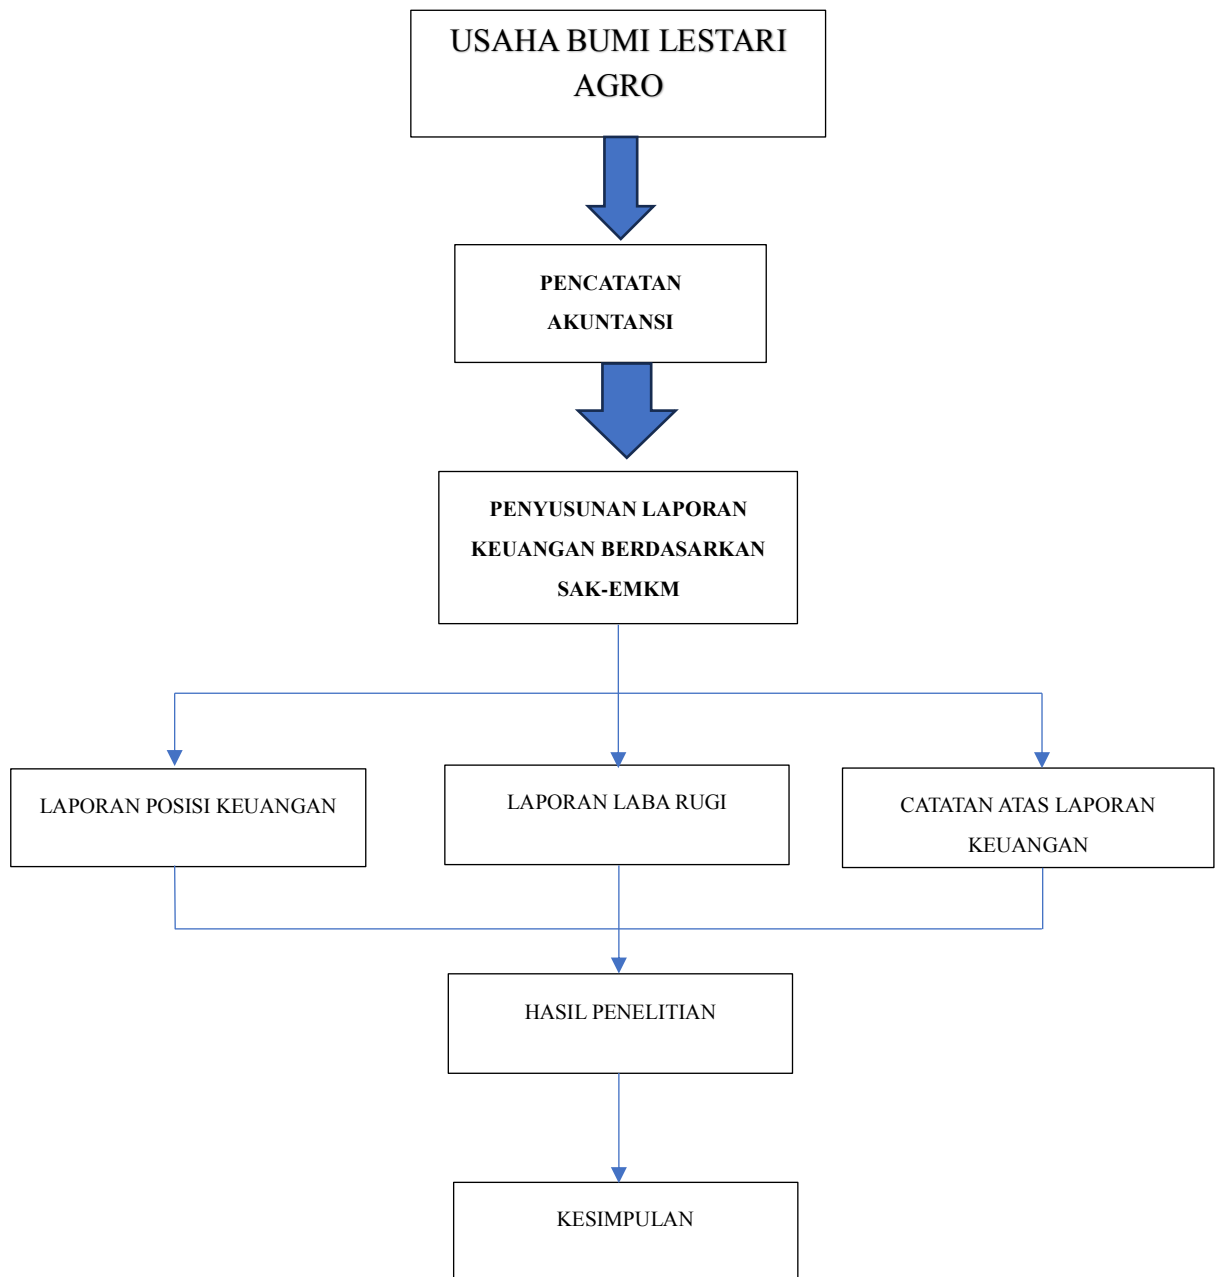 USAHA BUMI LESTARI
AGRO
PENCATATAN
AKUNTANSI
PENYUSUNAN LAPORAN
KEUANGAN BERDASARKAN
SAK-EMKM
LAPORAN POSISI KEUANGAN
LAPORAN LABA RUGI
CATATAN ATAS LAPORAN
KEUANGAN
HASIL PENELITIAN
KESIMPULAN